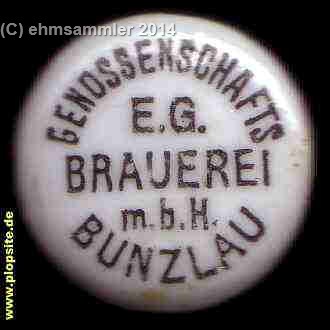 (C) ehmsammler 2014
GENOSSENSCHAFTS
E.G.
BRAUEREI
m.b.H.
BUNZLAU
www.plopsite.de